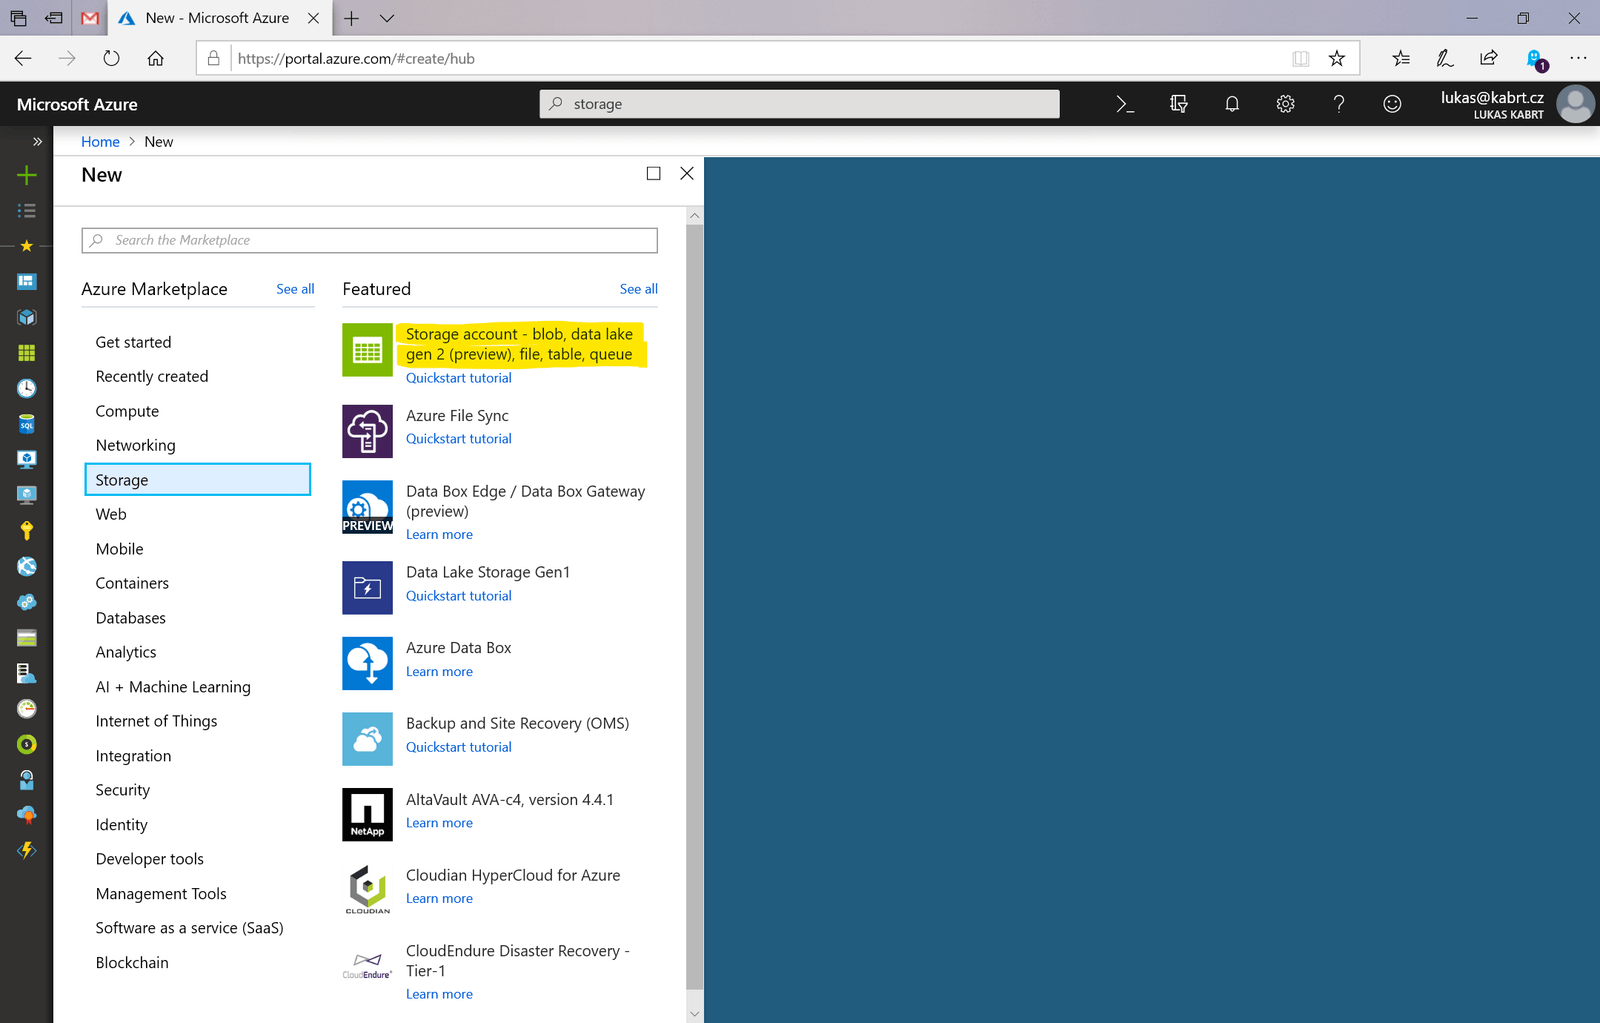 New - Microsoft Azure
https://portal.azure.com/#create/hub
1
Microsoft Azure
storage
lukas@kabrt.cz
LUKAS KABRT
Home > New
New
Search the Marketplace
Azure Marketplace
See all
Get started
Recently created
Compute
Networking
Storage
Web
Mobile
Containers
Databases
Analytics
AI + Machine Learning
Internet of Things
Integration
Security
Identity
Developer tools
Management Tools
Software as a service (SaaS)
Blockchain
Featured
See all
Storage account - blob, data lake
gen 2 (preview), file, table, queue
Quickstart tutorial
Azure File Sync
Quickstart tutorial
PREVIEW
Data Box Edge / Data Box Gateway
(preview)
Learn more
Data Lake Storage Gen1
Quickstart tutorial
Azure Data Box
Learn more
Backup and Site Recovery (OMS)
Quickstart tutorial
NetApp
AltaVault AVA-c4, version 4.4.1
Learn more
CLOUDIAN
Cloudian HyperCloud for Azure
Learn more
CloudEndure
CloudEndure Disaster Recovery -
Tier-1
Learn more
SQL